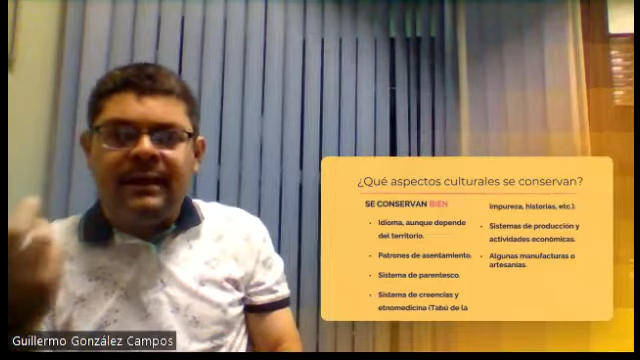 ¿Qué aspectos culturales se conservan?
SE CONSERVAN BIEN
• Idioma, aunque depende
del territorio.
• Patrones de asentamiento.
• Sistema de parentesco.
• Sistema de creencias y
etnomedicina (Tabú de la
impureza, historias, etc.).
• Sistemas de producción y
actividades económicas.
• Algunas manufacturas o
artesanías.
Guillermo González Campos